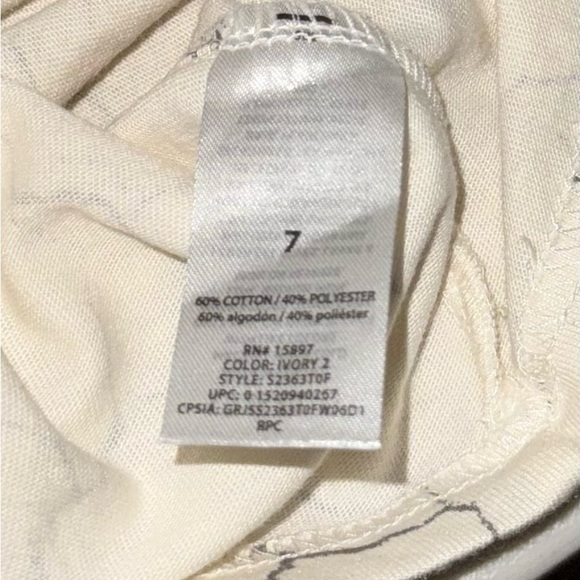 7
60% COTTON / 40% POLYESTER
60% algodón / 40% poliéster
RN# 15897
COLOR: IVORY 2
STYLE: S2363T0F
UPC: 0 1520940267
CPSIA: GRJSS2363T0FW06D1
RPC